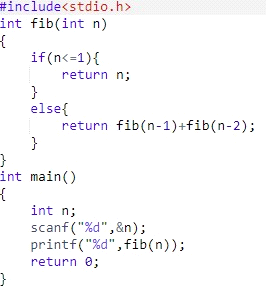 #include<stdio.h>
int fib(int n)
{
    if(n<=1){
        return n;
    }
    else{
        return fib(n-1)+fib(n-2);
    }
}
int main()
{
    int n;
    scanf("%d",&n);
    printf("%d",fib(n));
    return 0;
}